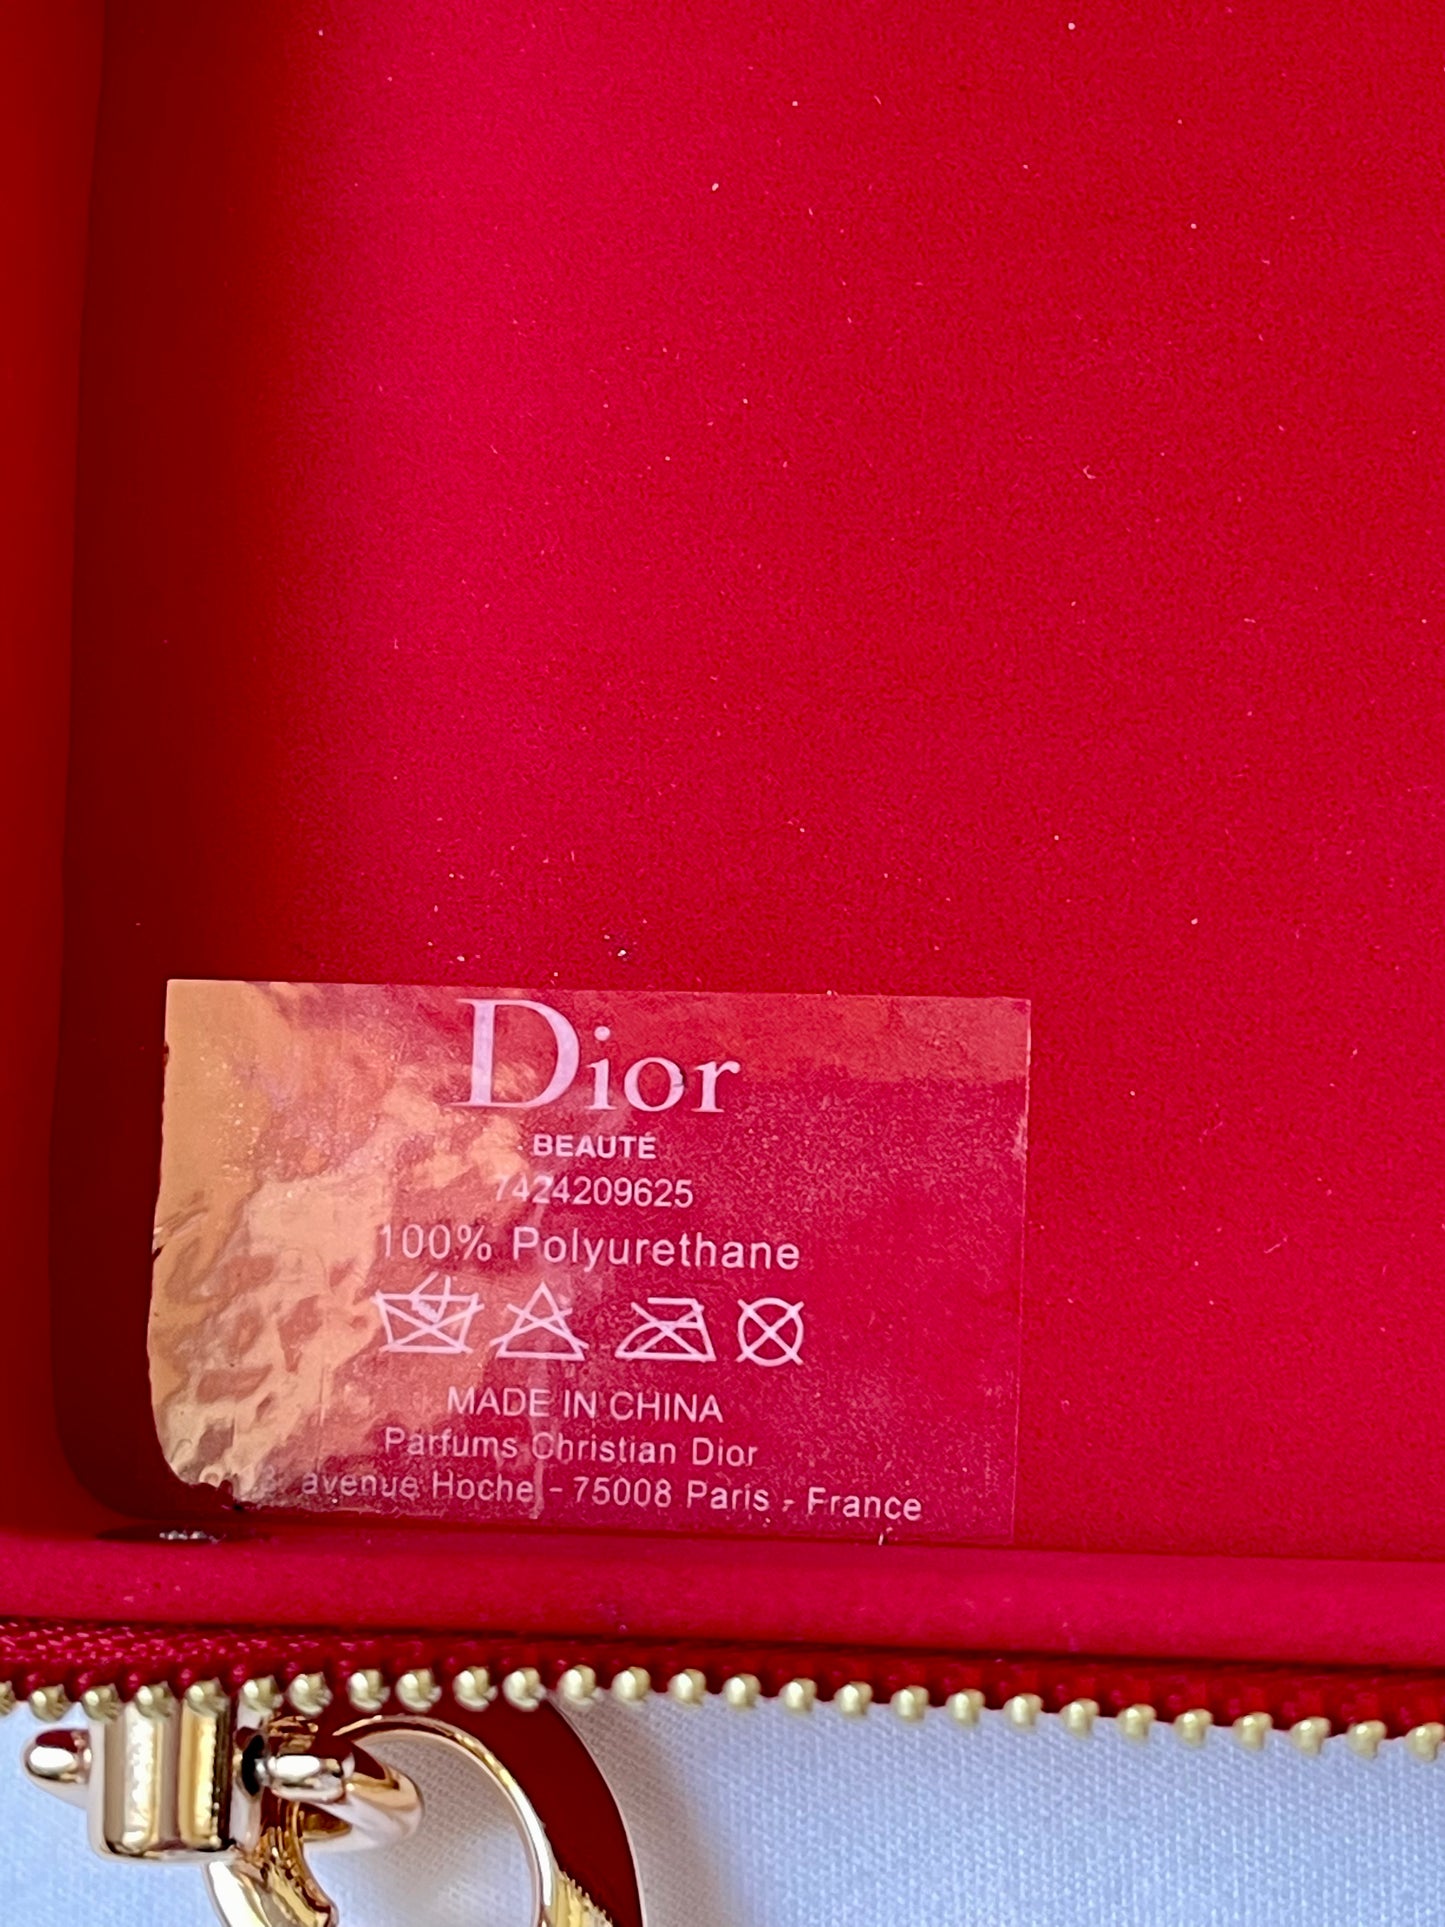 Dior
BEAUTÉ
7424209625
100% Polyurethane
MADE IN CHINA
Parfums Christian Dior
avenue Hoche - 75008 Paris - France